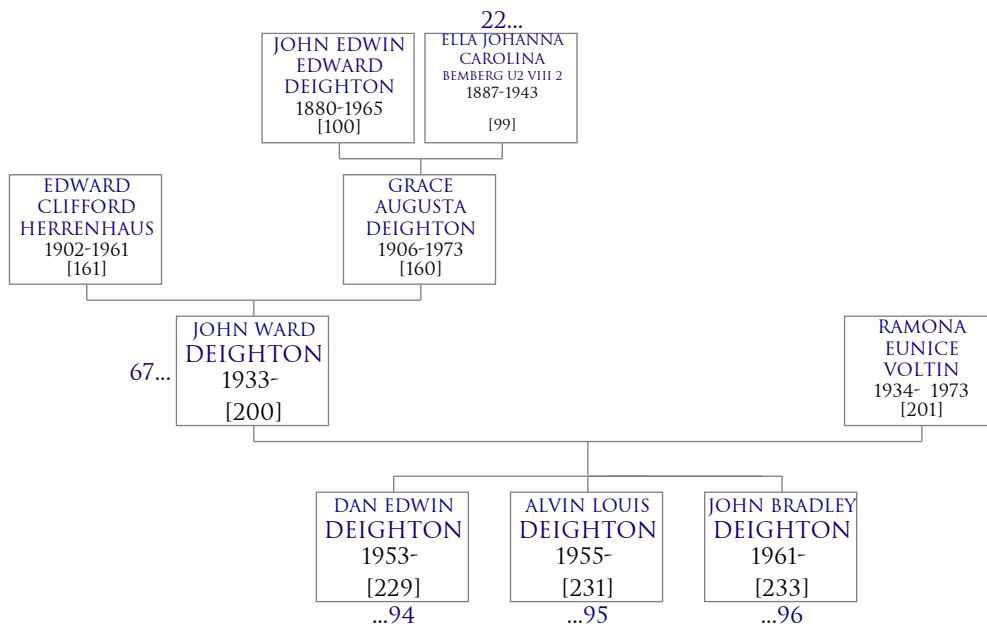 22...
JOHN EDWIN
EDWARD
DEIGHTON
1880-1965
[100]
ELLA JOHANNA
CAROLINA
BEMBERG U2 VIII 2
1887-1943
[99]
EDWARD
CLIFFORD
HERRENHAUS
1902-1961
[161]
GRACE
AUGUSTA
DEIGHTON
1906-1973
[160]
67...
JOHN WARD
DEIGHTON
1933-
[200]
RAMONA
EUNICE
VOLTIN
1934- 1973
[201]
DAN EDWIN
DEIGHTON
1953-
[229]
...94
ALVIN LOUIS
DEIGHTON
1955-
[231]
...95
JOHN BRADLEY
DEIGHTON
1961-
[233]
...96